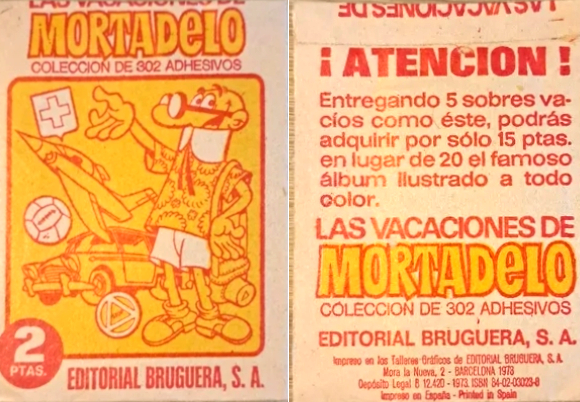 LAS VACACIONES DE
MORTADELO
COLECCION DE 302 ADHESIVOS
2
PTAS.
EDITORIAL BRUGUERA, S. A.
LAS VACACIONES DE
¡ ATENCION !
Entregando 5 sobres va-
cíos como éste, podrás
adquirir por sólo 15 ptas.
en lugar de 20 el famoso
álbum ilustrado a todo
color.
LAS VACACIONES DE
MORTADELO
COLECCION DE 302 ADHESIVOS
EDITORIAL BRUGUERA, S. A.
Impreso en los Talleres Gráficos de EDITORIAL BRUGUERA, S.A.
Mora la Nueva, 2 - BARCELONA 1973
Depósito Legal B 12.420 - 1973. ISBN 84-02-03023-8
Impreso en España - Printed in Spain